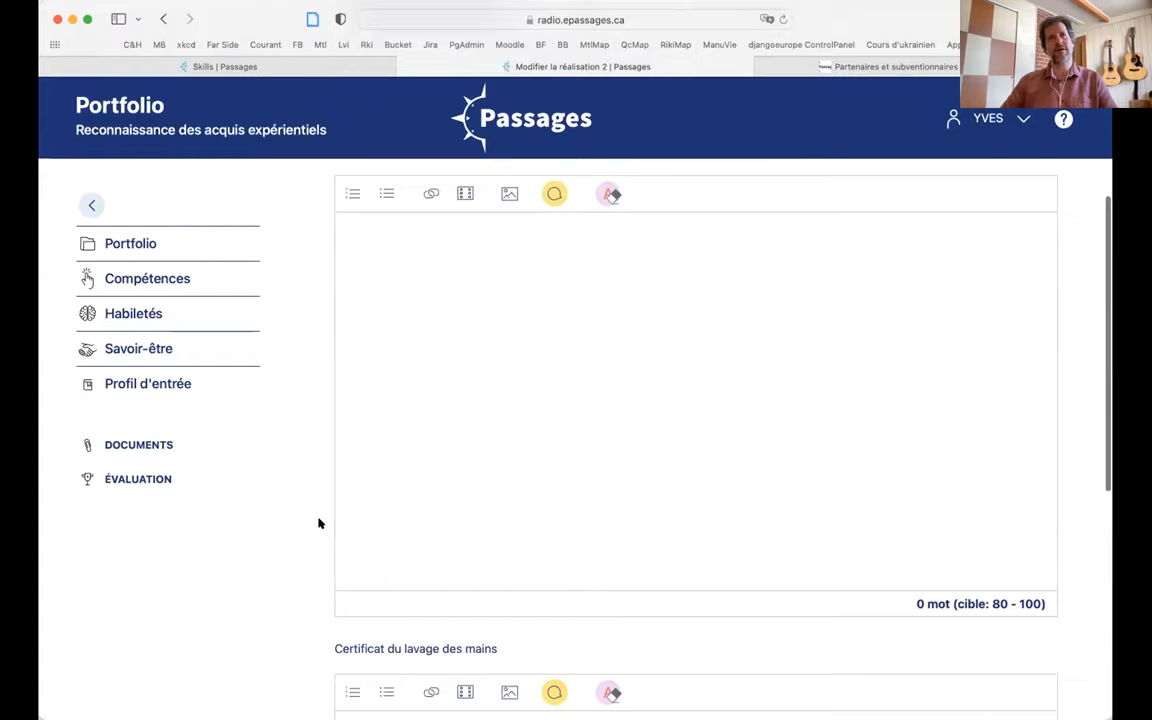 radio.epassages.ca
C&H MB xkcd Far Side Courant FB Mtl Lvi Rki Bucket Jira PgAdmin Moodle BF BB MtlMap QcMap RikiMap ManuVie djangoeurope ControlPanel Cours d'ukrainien
Skills | Passages
Modifier la réalisation 2 | Passages
Partenaires et subventionnaires
Portfolio
Reconnaissance des acquis expérientiels
Passages
YVES
?
Portfolio
Compétences
Habiletés
Savoir-être
Profil d'entrée
DOCUMENTS
ÉVALUATION
0 mot (cible: 80 - 100)
Certificat du lavage des mains